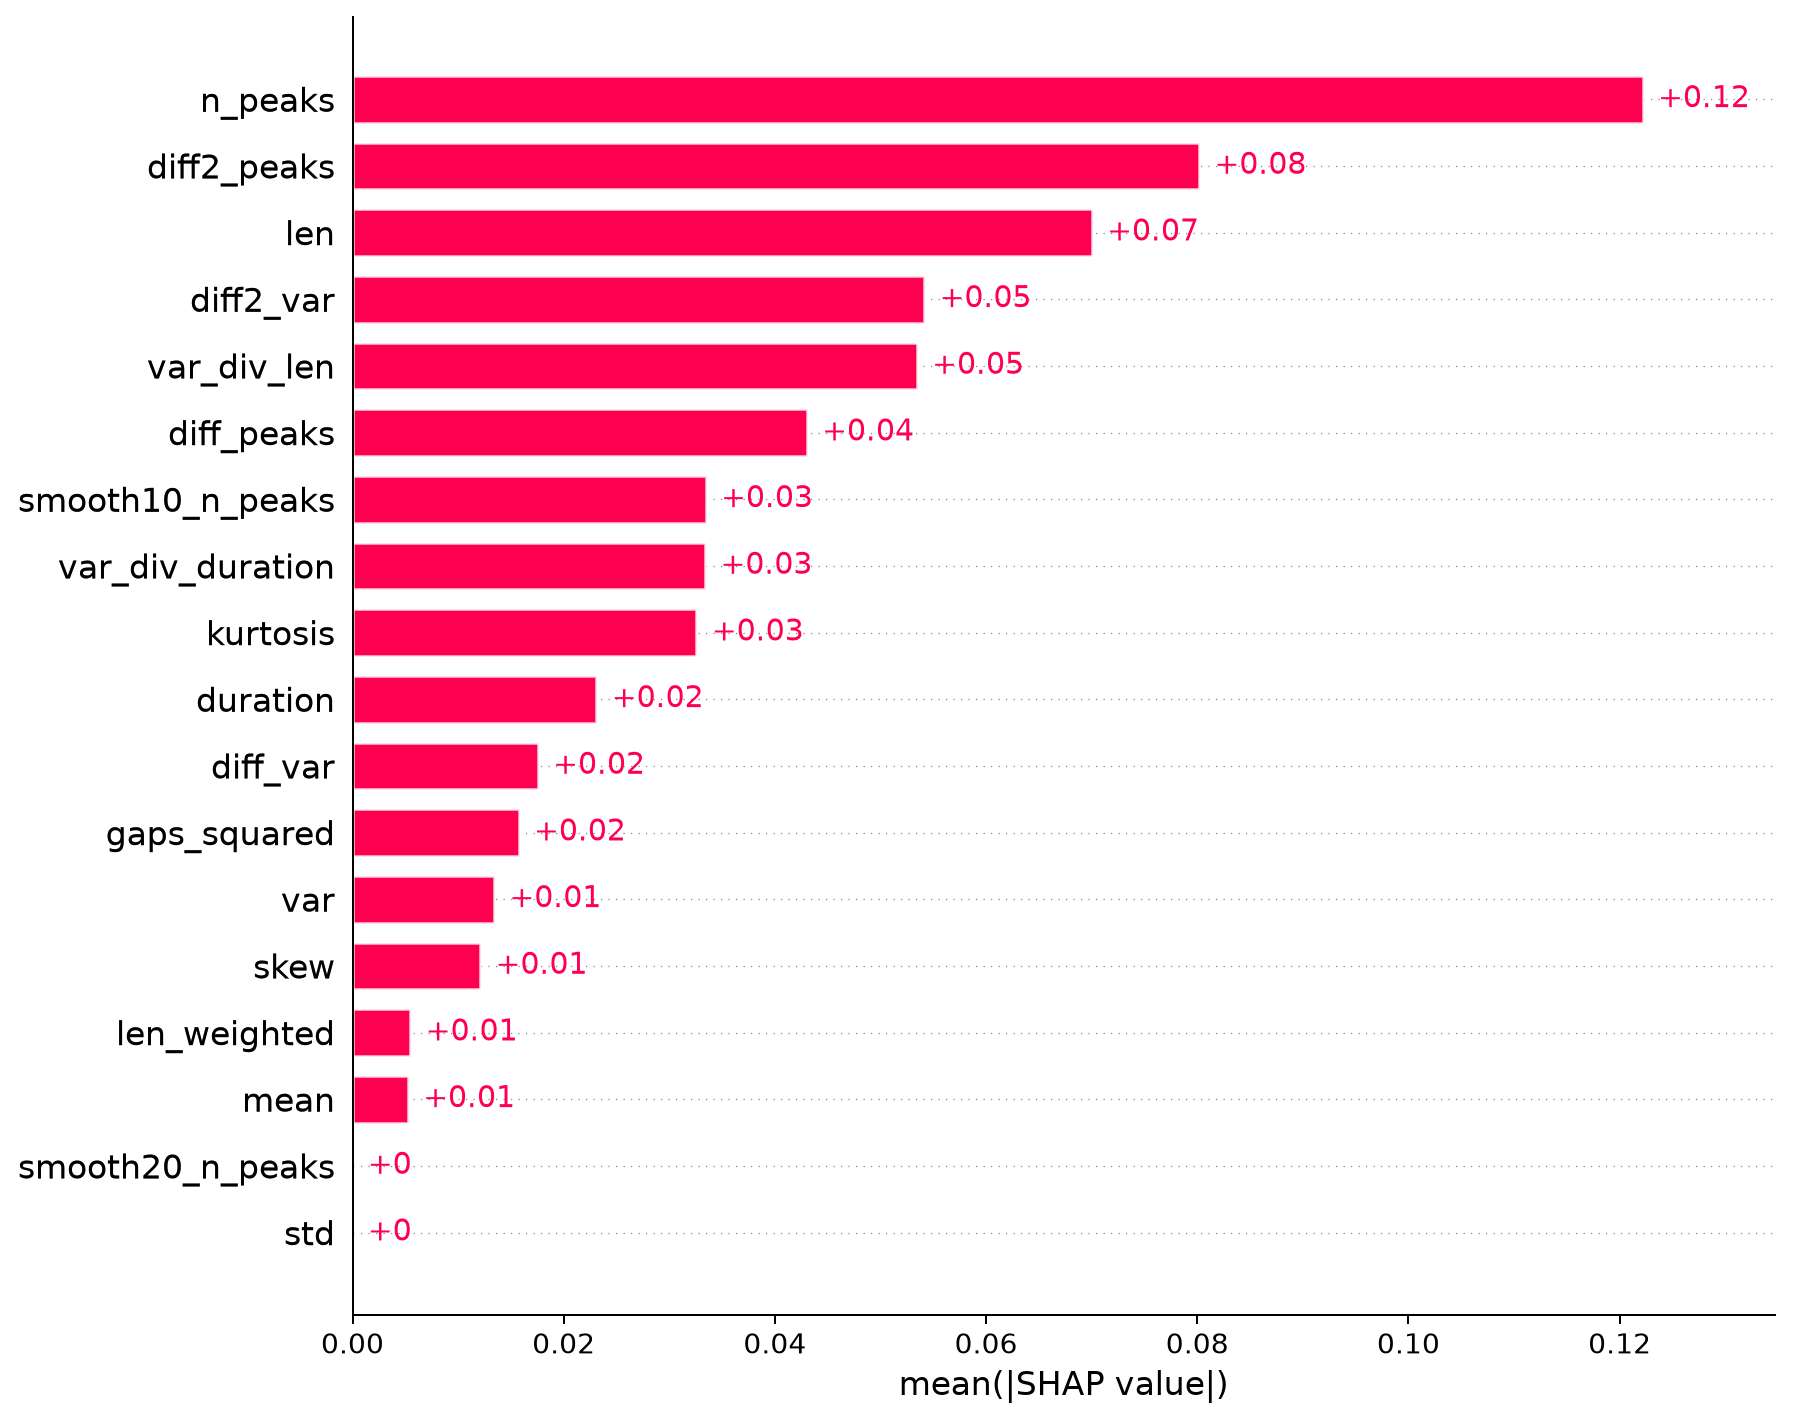 n_peaks +0.12
diff2_peaks +0.08
len +0.07
diff2_var +0.05
var_div_len +0.05
diff_peaks +0.04
smooth10_n_peaks +0.03
var_div_duration +0.03
kurtosis +0.03
duration +0.02
diff_var +0.02
gaps_squared +0.02
var +0.01
skew +0.01
len_weighted +0.01
mean +0.01
smooth20_n_peaks +0
std +0
0.00 0.02 0.04 0.06 0.08 0.10 0.12
mean(|SHAP value|)